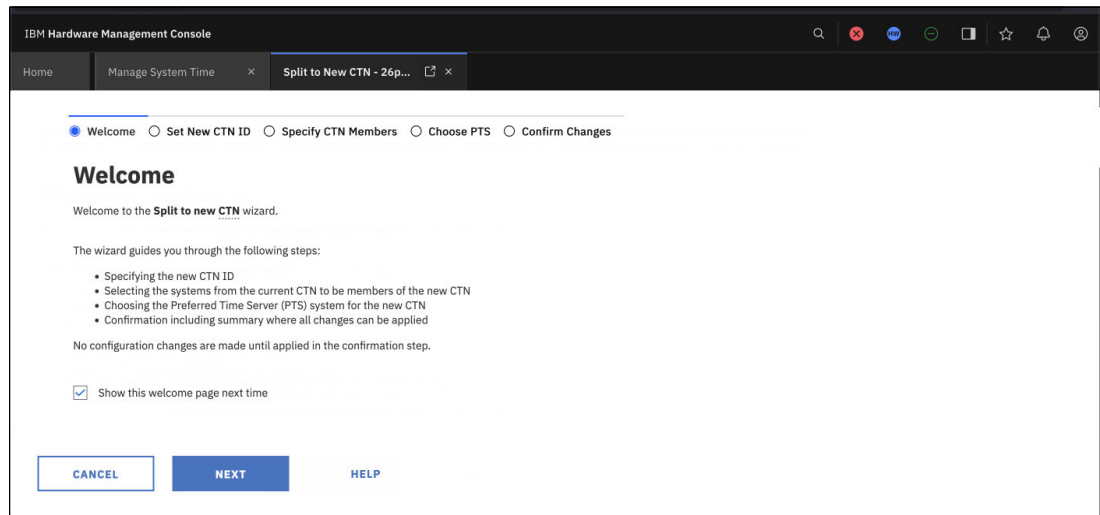 IBM Hardware Management Console
HW
Home
Manage System Time
Split to New CTN - 26p...
Welcome
Set New CTN ID
Specify CTN Members
Choose PTS
Confirm Changes
Welcome
Welcome to the Split to new CTN wizard.
The wizard guides you through the following steps:
• Specifying the new CTN ID
• Selecting the systems from the current CTN to be members of the new CTN
• Choosing the Preferred Time Server (PTS) system for the new CTN
• Confirmation including summary where all changes can be applied
No configuration changes are made until applied in the confirmation step.
Show this welcome page next time
CANCEL
NEXT
HELP